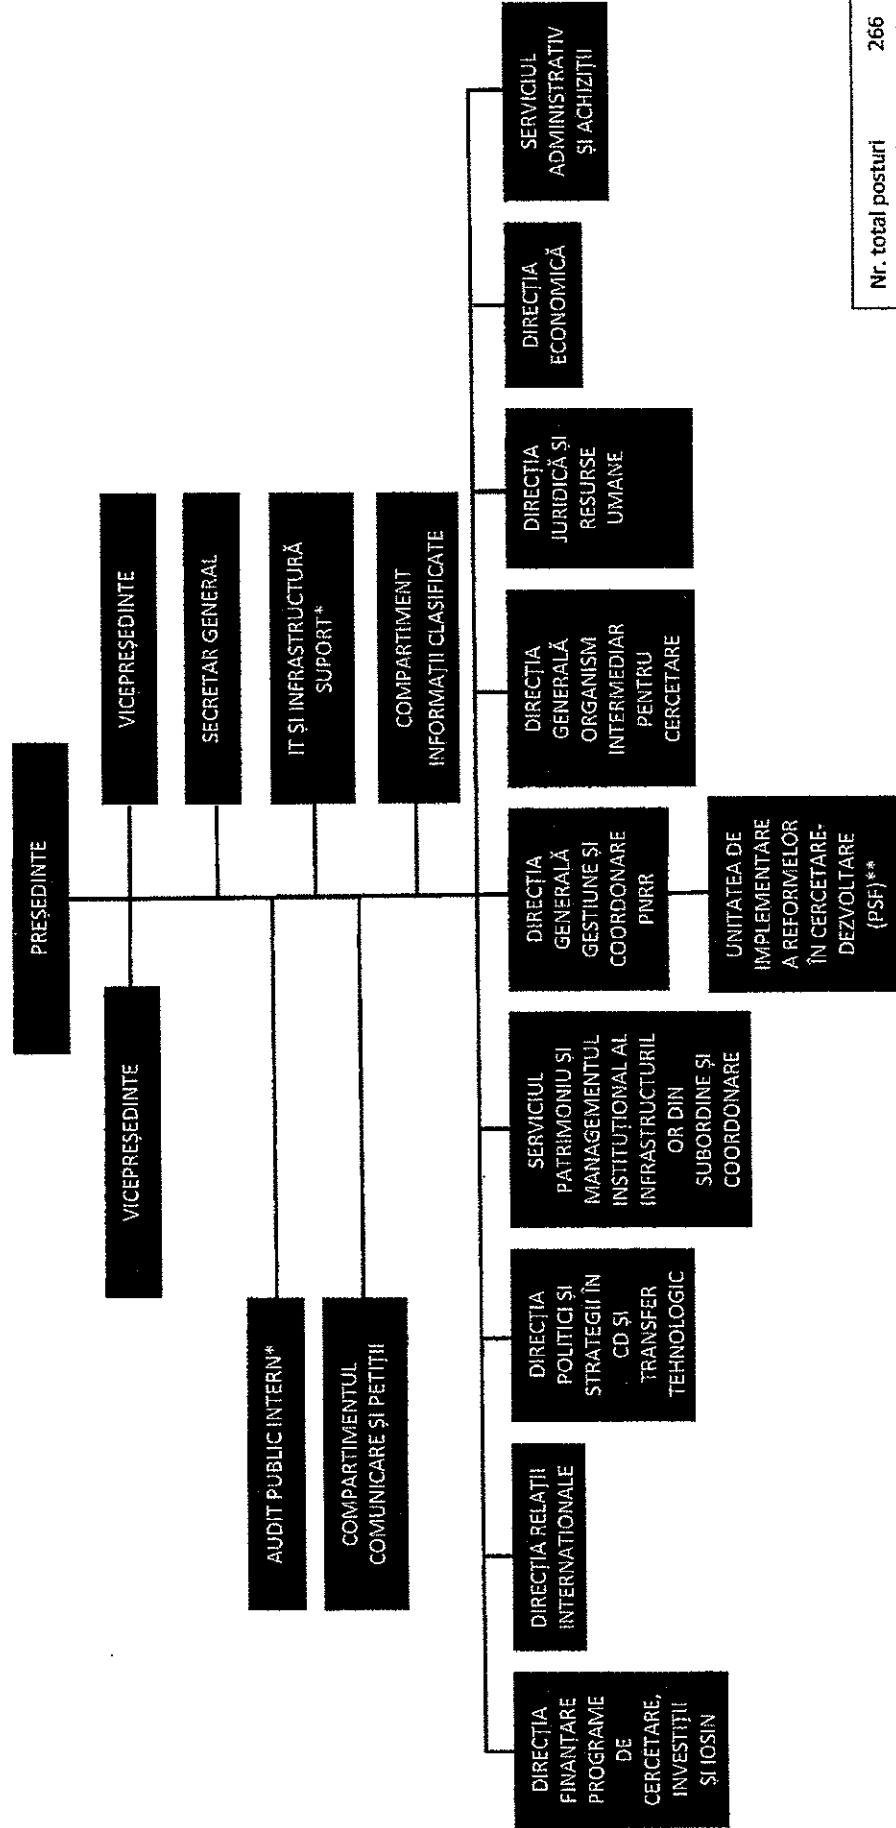 PREȘEDINTE
VICEPREȘEDINTE
VICEPREȘEDINTE
SECRETAR GENERAL
AUDIT PUBLIC INTERN*
IT ȘI INFRASTRUCTURĂ
SUPORT*
COMPARTIMENTUL
COMUNICARE ȘI PETIȚII
COMPARTIMENT
INFORMAȚII CLASIFICATE
DIRECȚIA
FINANȚARE
PROGRAME
DE
CERCETARE,
INVESTIȚII
ȘI IOSIN
DIRECȚIA RELAȚII
INTERNAȚIONALE
DIRECȚIA
POLITICI ȘI
STRATEGII ÎN
CD ȘI
TRANSFER
TEHNOLOGIC
SERVICIUL
PATRIMONIU ȘI
MANAGEMENTUL
INSTITUȚIONAL AL
INFRASTRUCTURIL
OR DIN
SUBORDINE ȘI
COORDONARE
DIRECȚIA
GENERALĂ
GESTIUNE ȘI
COORDONARE
PNRR
DIRECȚIA
GENERALĂ
ORGANISM
INTERMEDIAR
PENTRU
CERCETARE
DIRECȚIA
JURIDICĂ ȘI
RESURSE
UMANE
DIRECȚIA
ECONOMICĂ
SERVICIUL
ADMINISTRATIV
ȘI ACHIZIȚII
UNITATEA DE
IMPLEMENTARE
A REFORMELOR
ÎN CERCETARE-
DEZVOLTARE
(PSF)**
Nr. total posturi 266